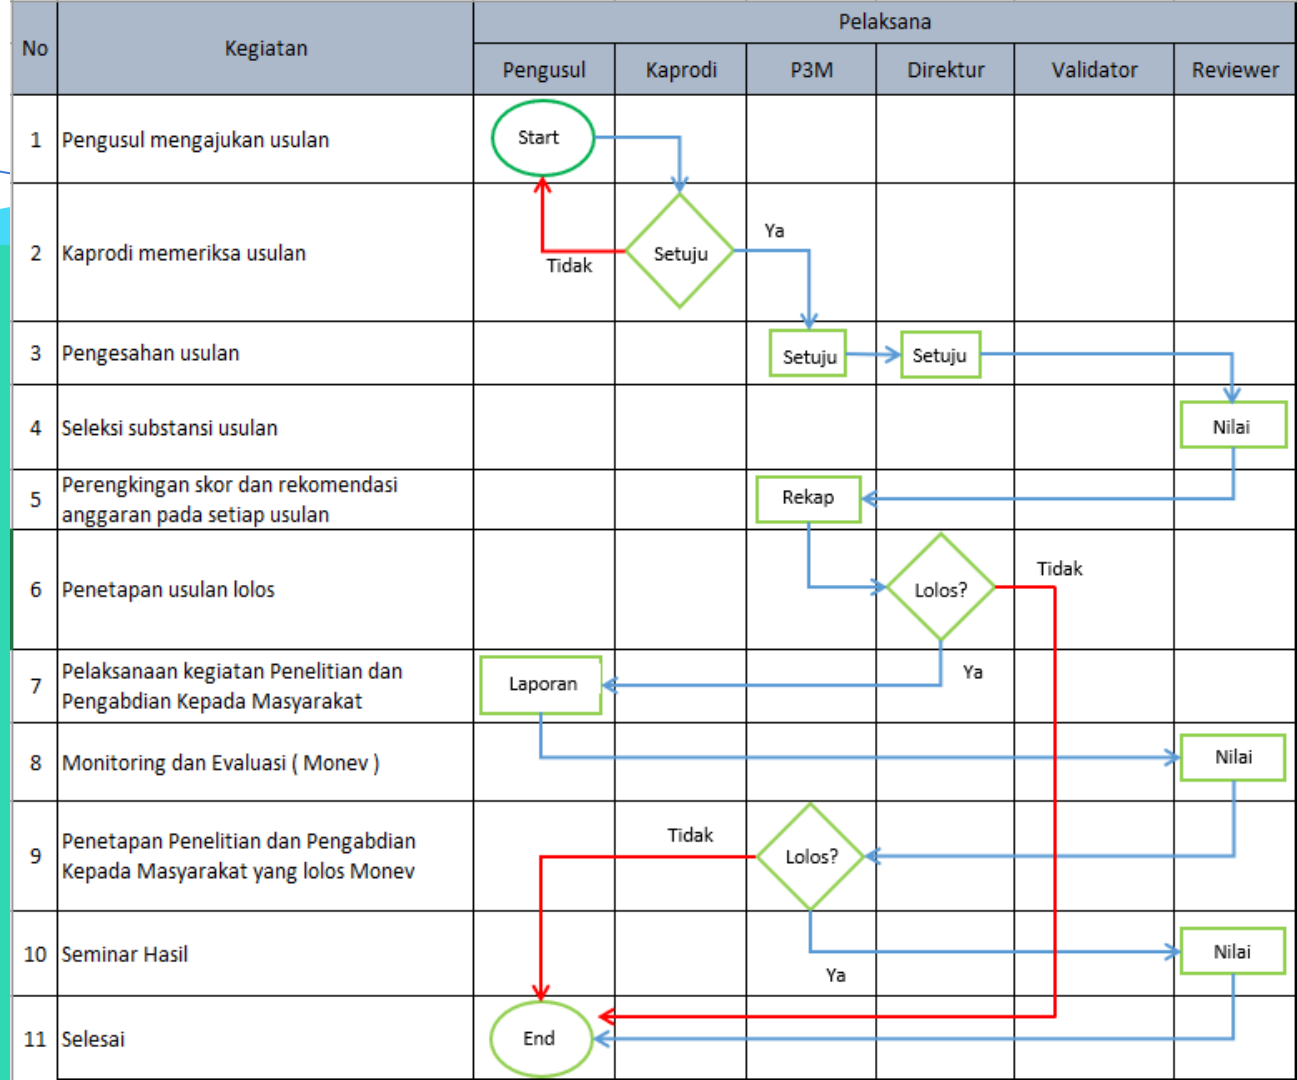 No
Kegiatan
Pelaksana
Pengusul
Kaprodi
P3M
Direktur
Validator
Reviewer
1
Pengusul mengajukan usulan
Start
2
Kaprodi memeriksa usulan
Tidak
Setuju
Ya
3
Pengesahan usulan
Setuju
Setuju
4
Seleksi substansi usulan
Nilai
5
Perengkingan skor dan rekomendasi
anggaran pada setiap usulan
Rekap
6
Penetapan usulan lolos
Lolos?
Tidak
7
Pelaksanaan kegiatan Penelitian dan
Pengabdian Kepada Masyarakat
Laporan
Ya
8
Monitoring dan Evaluasi ( Monev )
Nilai
9
Penetapan Penelitian dan Pengabdian
Kepada Masyarakat yang lolos Monev
Tidak
Lolos?
10
Seminar Hasil
Ya
Nilai
11
Selesai
End